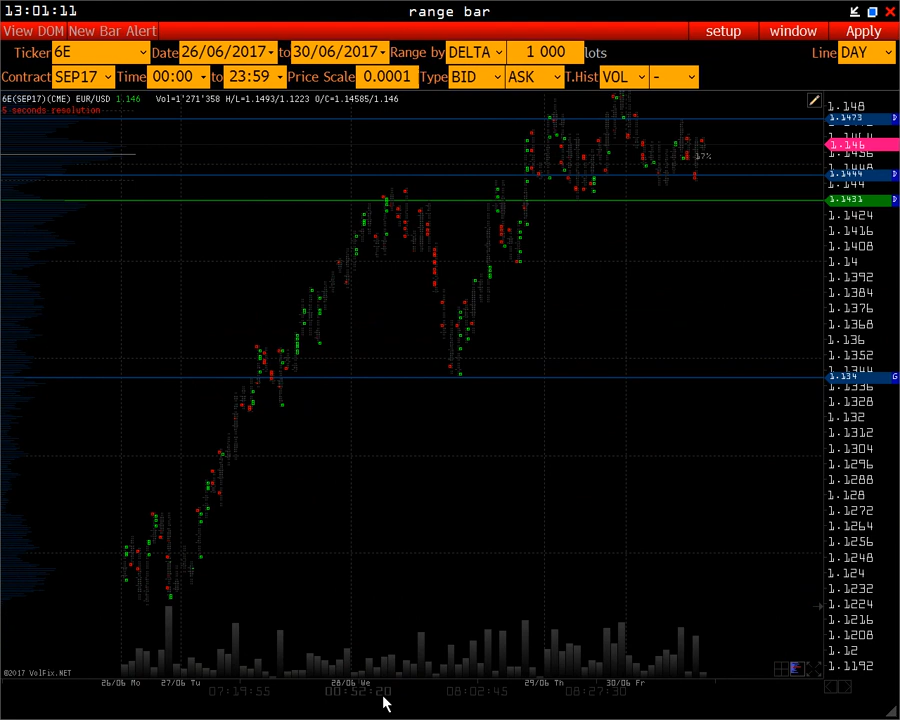 13:01:11 range bar
View DOM New Bar Alert setup window Apply
Ticker 6E Date 26/06/2017 to 30/06/2017 Range by DELTA 1 000 lots Line DAY
Contract SEP17 Time 00:00 to 23:59 Price Scale 0.0001 Type BID ASK T.Hist VOL -
6E(SEP17)(CME) EUR/USD 1.146 Vol=1'271'358 H/L=1.1493/1.1223 O/C=1.14585/1.146
5 seconds resolution
1.148
1.1473 D
1.146
1.1456
17%
1.1448
1.1444 D
1.144
1.1431 D
1.1424
1.1416
1.1408
1.14
1.1392
1.1384
1.1376
1.1368
1.136
1.1352
1.1344
1.134 G
1.1336
1.1328
1.132
1.1312
1.1304
1.1296
1.1288
1.128
1.1272
1.1264
1.1256
1.1248
1.124
1.1232
1.1224
1.1216
1.1208
1.12
1.1192
©2017 VolFix.NET
26/06 Mo 27/06 Tu 28/06 We 29/06 Th 30/06 Fr
07:19:55 00:52:20 08:02:45 08:27:30